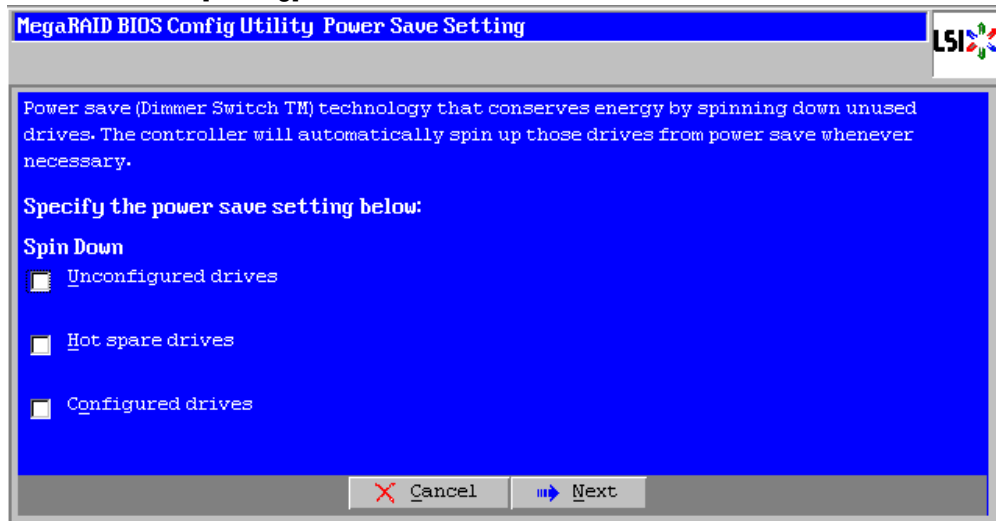 MegaRAID BIOS Config Utility Power Save Setting
LSI
Power save (Dimmer Switch TM) technology that conserves energy by spinning down unused
drives. The controller will automatically spin up those drives from power save whenever
necessary.
Specify the power save setting below:
Spin Down
Unconfigured drives
Hot spare drives
Configured drives
Cancel Next